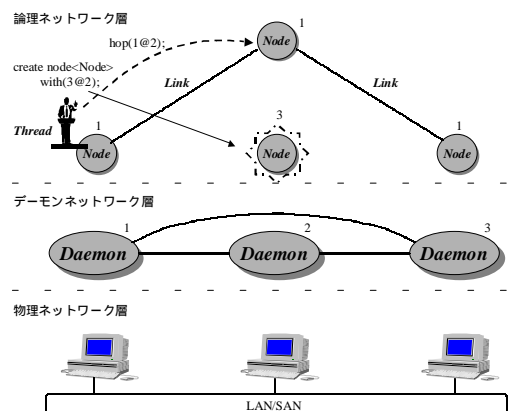 論理ネットワーク層
1
Node
hop(1@2);
create node<Node>
with(3@2);
Link
Link
Thread
1
Node
3
Node
1
Node
デーモンネットワーク層
1
Daemon
2
Daemon
3
Daemon
物理ネットワーク層
LAN/SAN